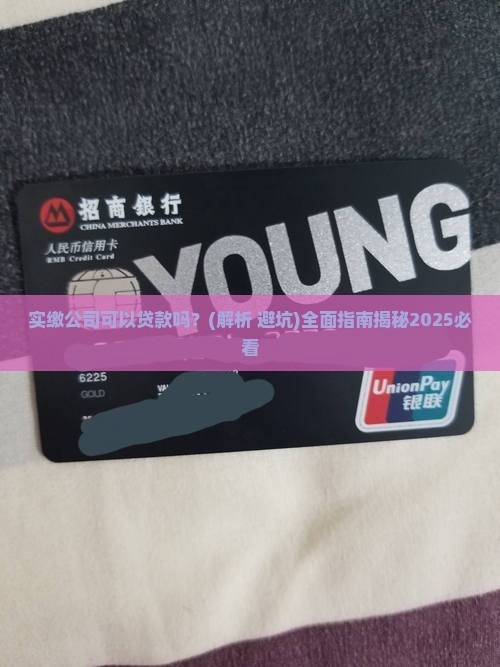 招商银行
CHINA MERCHANTS BANK
人民币信用卡
RMB Credit Card
YOUNG
实缴公司可以贷款吗？(解析 避坑)全面指南揭秘2025必
看
6225
GOLD
UnionPay
银联